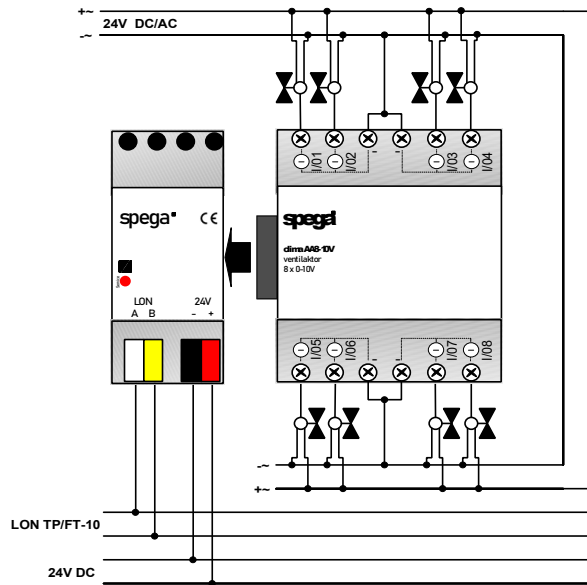 +~
24V DC/AC
-~
I/01
I/02
-
-
I/03
I/04
spega
CE
spega
clima AA8-10V
ventilaktor
8 x 0-10V
LON
24V
A
B
-
+
I/05
I/06
-
-
I/07
I/08
-~
+~
LON TP/FT-10
24V DC